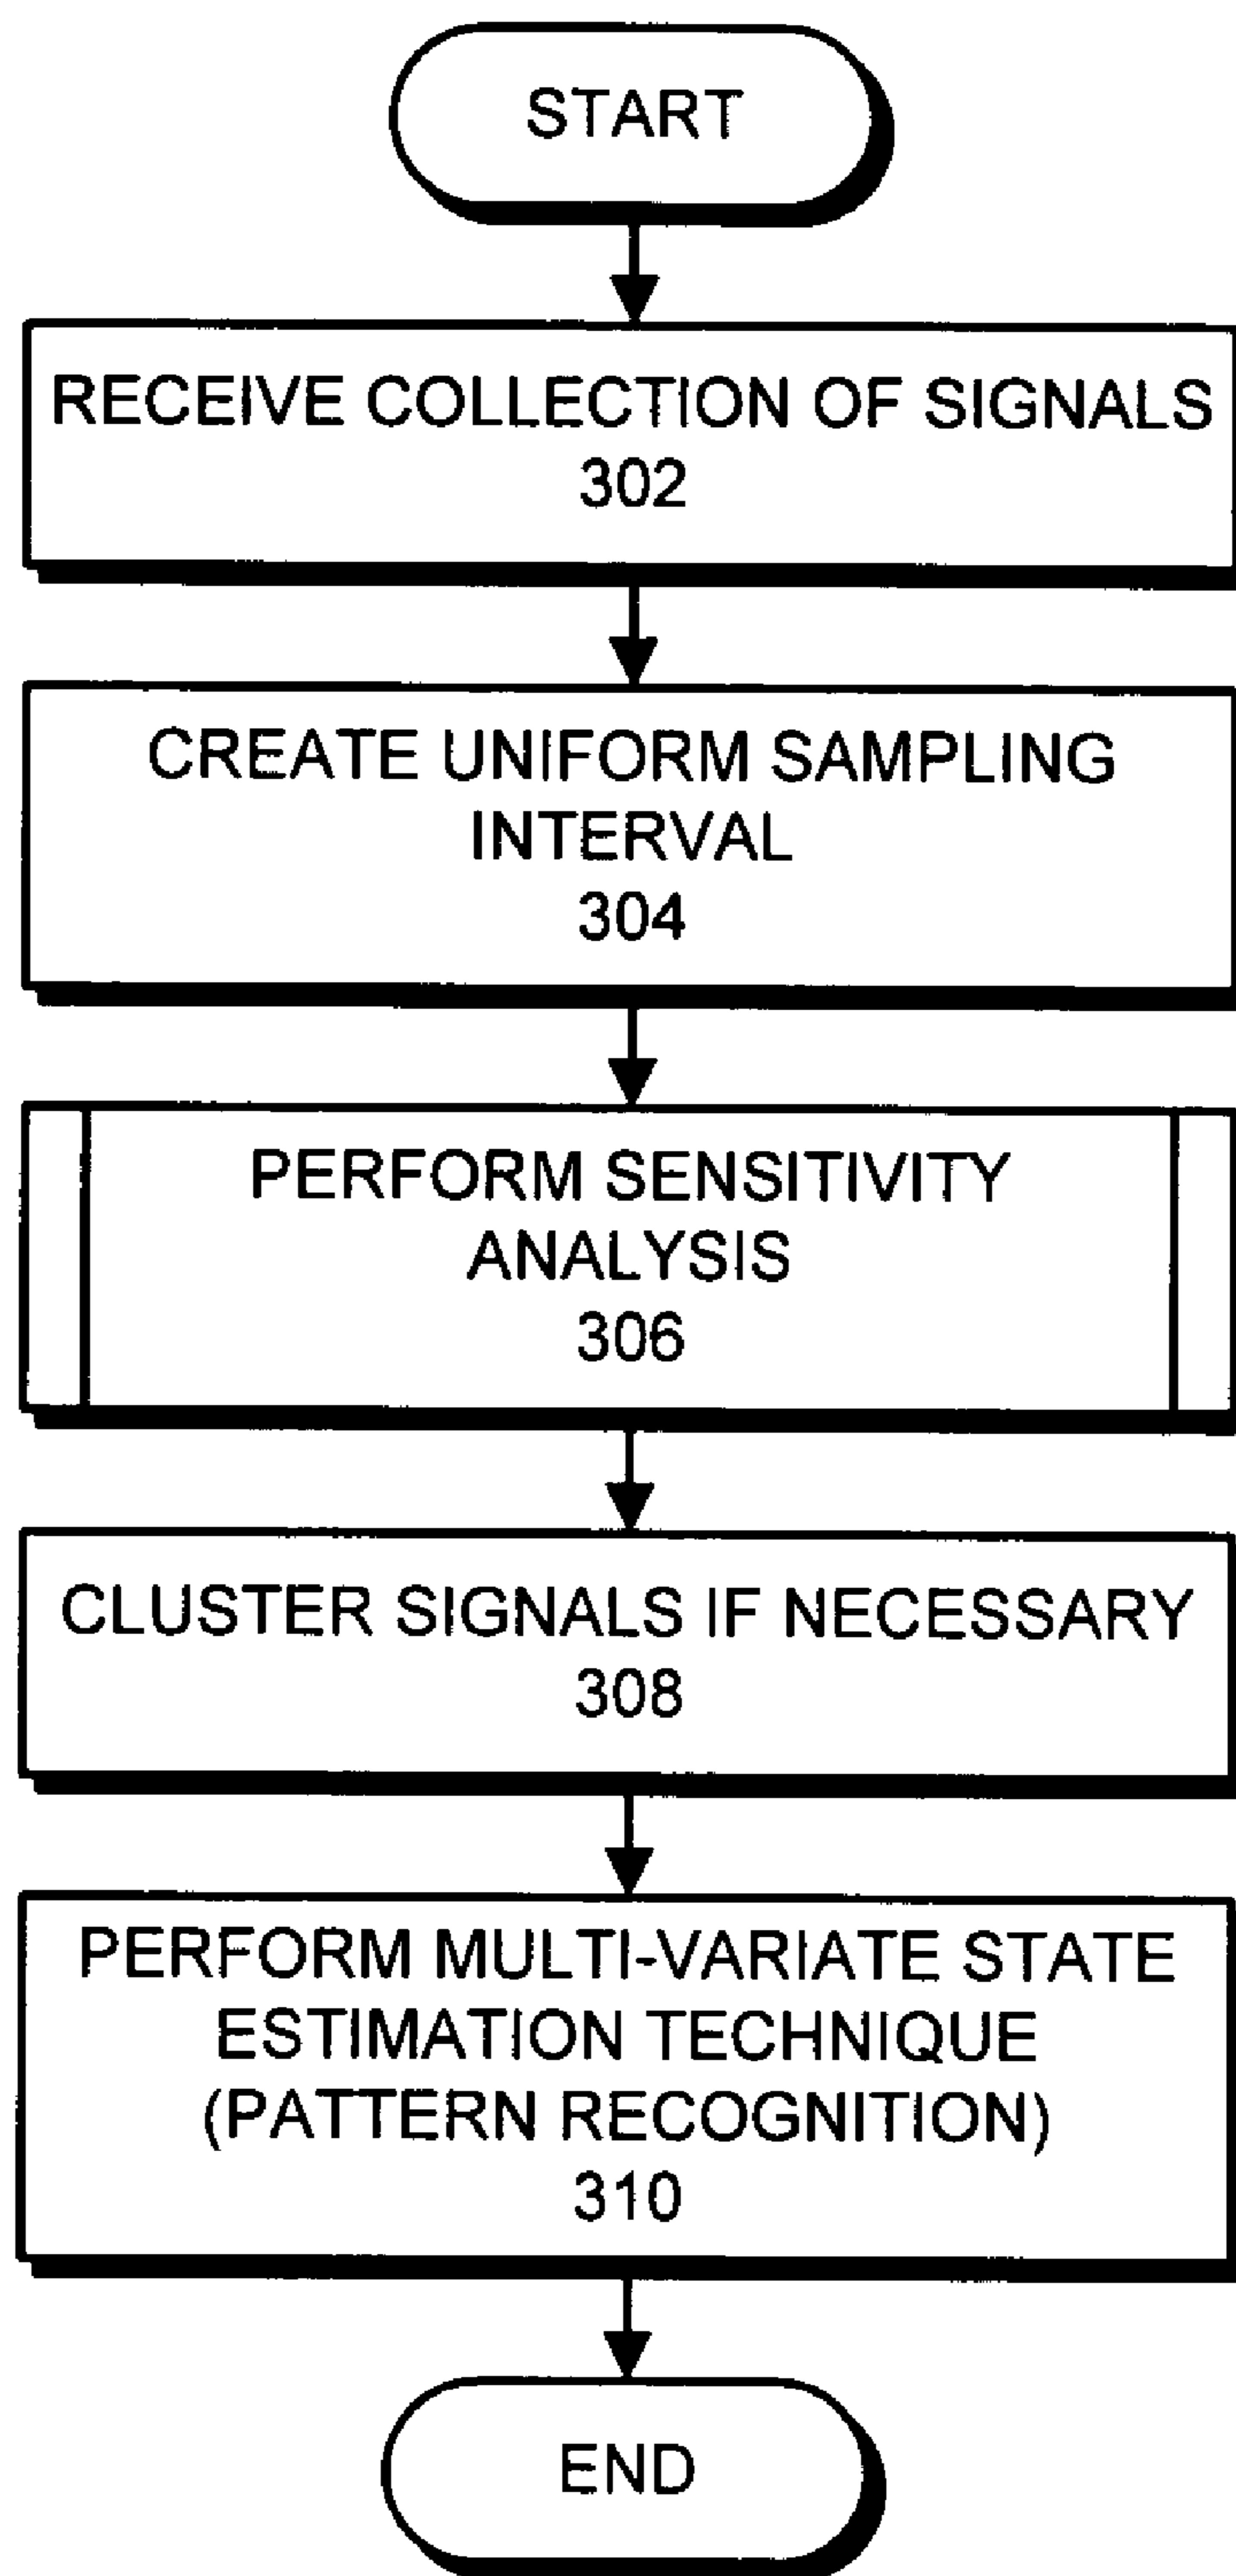 START
RECEIVE COLLECTION OF SIGNALS
302
CREATE UNIFORM SAMPLING
INTERVAL
304
PERFORM SENSITIVITY
ANALYSIS
306
CLUSTER SIGNALS IF NECESSARY
308
PERFORM MULTI-VARIATE STATE
ESTIMATION TECHNIQUE
(PATTERN RECOGNITION)
310
END